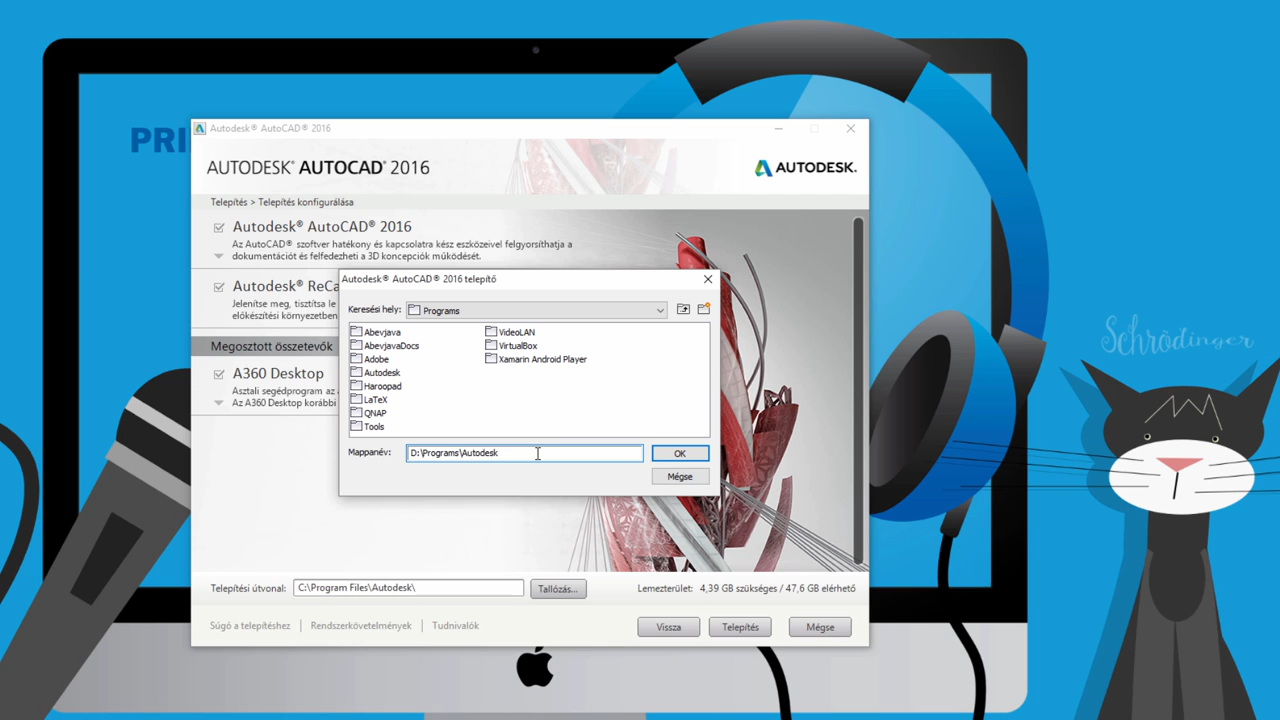 PRI
Autodesk® AutoCAD® 2016
AUTODESK® AUTOCAD® 2016
AUTODESK.
Telepítés > Telepítés konfigurálása
Autodesk® AutoCAD® 2016
Az AutoCAD® szoftver hatékony és kapcsolatra kész eszközeivel felgyorsíthatja a
dokumentációt és felfedezheti a 3D koncepciók működését.
Autodesk® ReCa
Jelenítse meg, tisztítsa le
előkészítési környezetben
Megosztott összetevők
A360 Desktop
Asztali segédprogram az
Az A360 Desktop korábbi
Autodesk® AutoCAD® 2016 telepítő
Keresési hely: Programs
Abevjava
AbevjavaDocs
Adobe
Autodesk
Haroopad
LaTeX
QNAP
Tools
VideoLAN
VirtualBox
Xamarin Android Player
Mappanév: D:\Programs\Autodesk
OK
Mégse
Telepítési útvonal: C:\Program Files\Autodesk\
Tallózás...
Lemezterület: 4,39 GB szükséges / 47,6 GB elérhető
Súgó a telepítéshez | Rendszerkövetelmények | Tudnivalók
Vissza
Telepítés
Mégse
Schrödinger